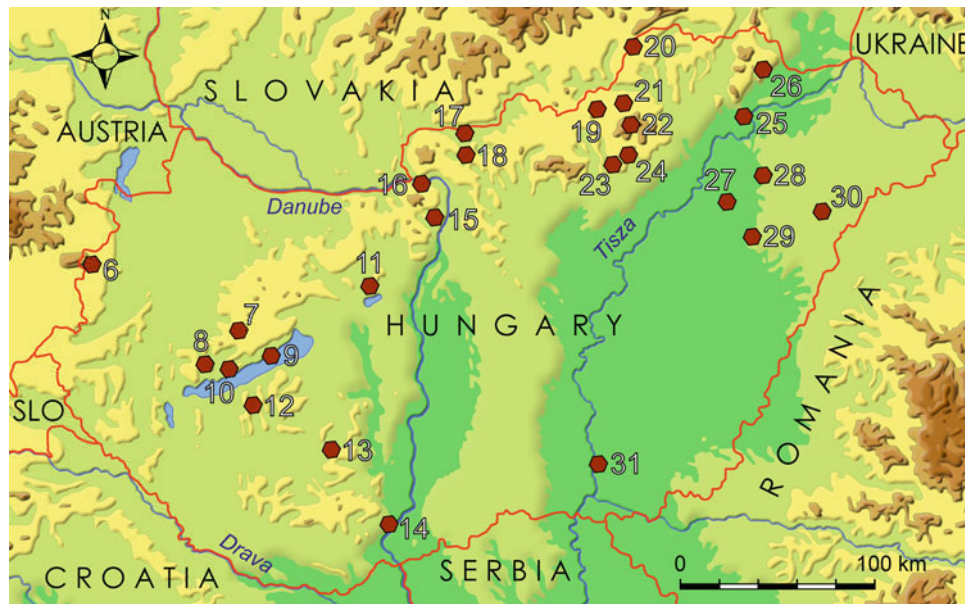 N
UKRAINE
SLOVAKIA
AUSTRIA
20
26
17
21
19
22
25
18
24
23
16
28
Danube
27
30
15
Tisza
29
6
11
HUNGARY
7
8
9
10
ROMANIA
SLO
12
13
31
14
Drava
0 100 km
CROATIA
SERBIA